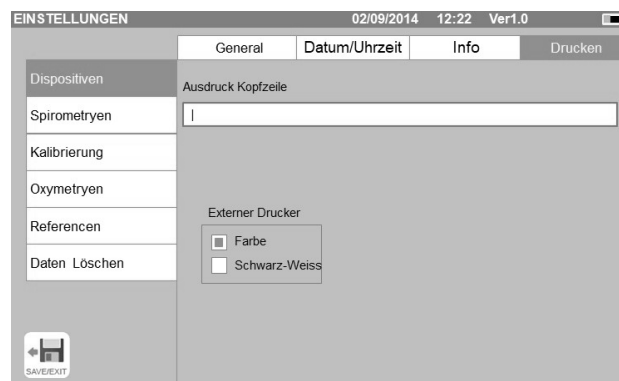 EINSTELLUNGEN 02/09/2014 12:22 Ver1.0
General Datum/Uhrzeit Info Drucken
Dispositiven
Ausdruck Kopfzeile
Spirometryen
Kalibrierung
Oxymetryen
Externer Drucker
Referencen
Farbe
Daten Löschen
Schwarz-Weiss
SAVE/EXIT